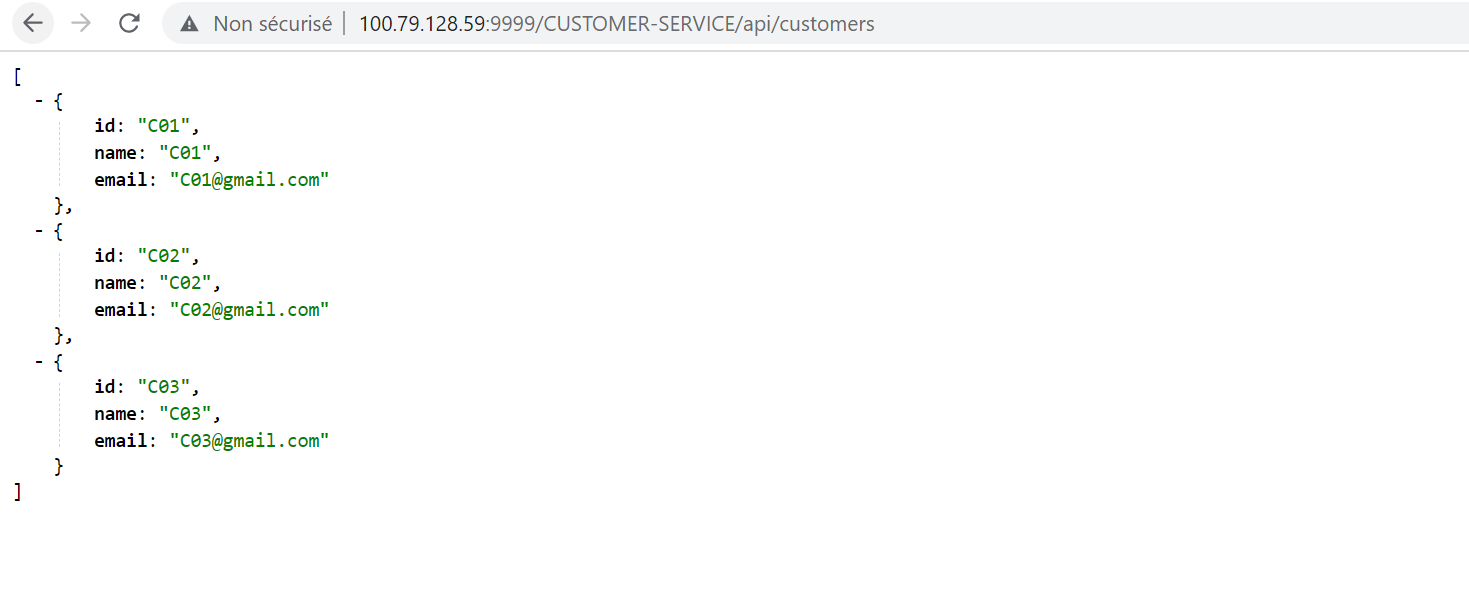 Non sécurisé | 100.79.128.59:9999/CUSTOMER-SERVICE/api/customers
[
- {
id: "C01",
name: "C01",
email: "C01@gmail.com"
},
- {
id: "C02",
name: "C02",
email: "C02@gmail.com"
},
- {
id: "C03",
name: "C03",
email: "C03@gmail.com"
}
]